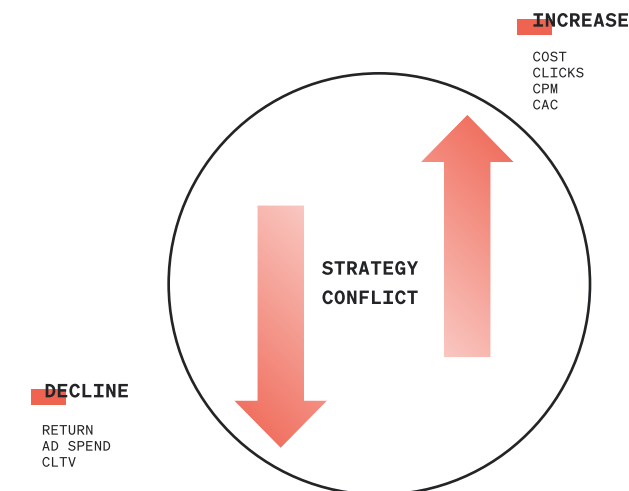 INCREASE
COST
CLICKS
CPM
CAC
STRATEGY
CONFLICT
DECLINE
RETURN
AD SPEND
CLTV